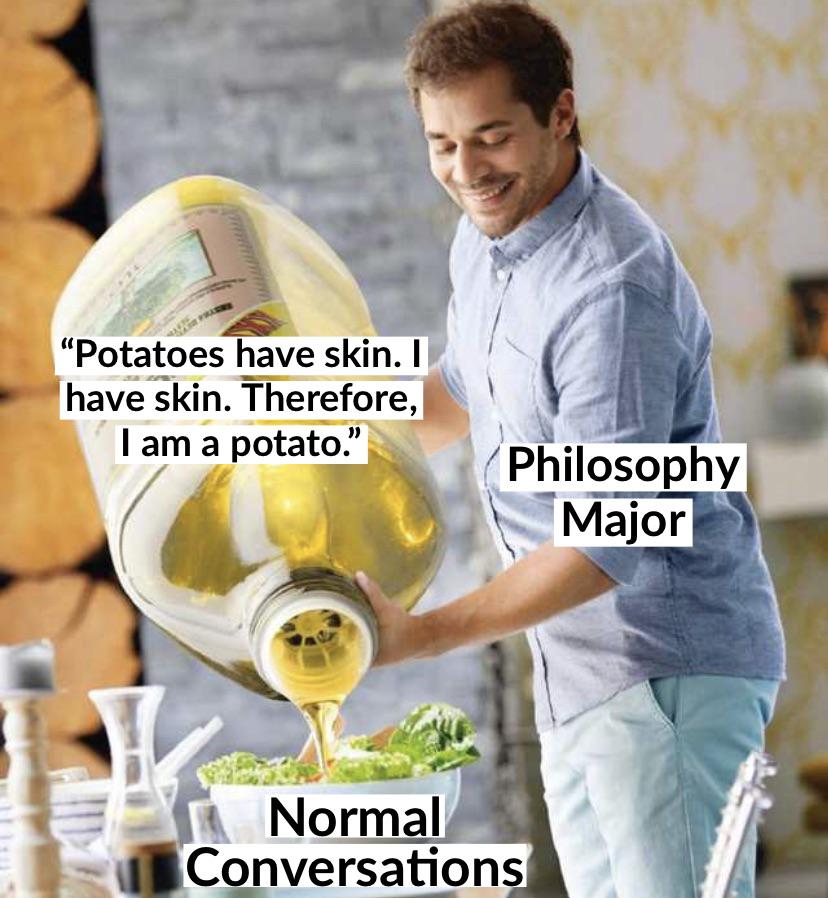 “Potatoes have skin. I
have skin. Therefore,
I am a potato.”
Philosophy
Major
Normal
Conversations